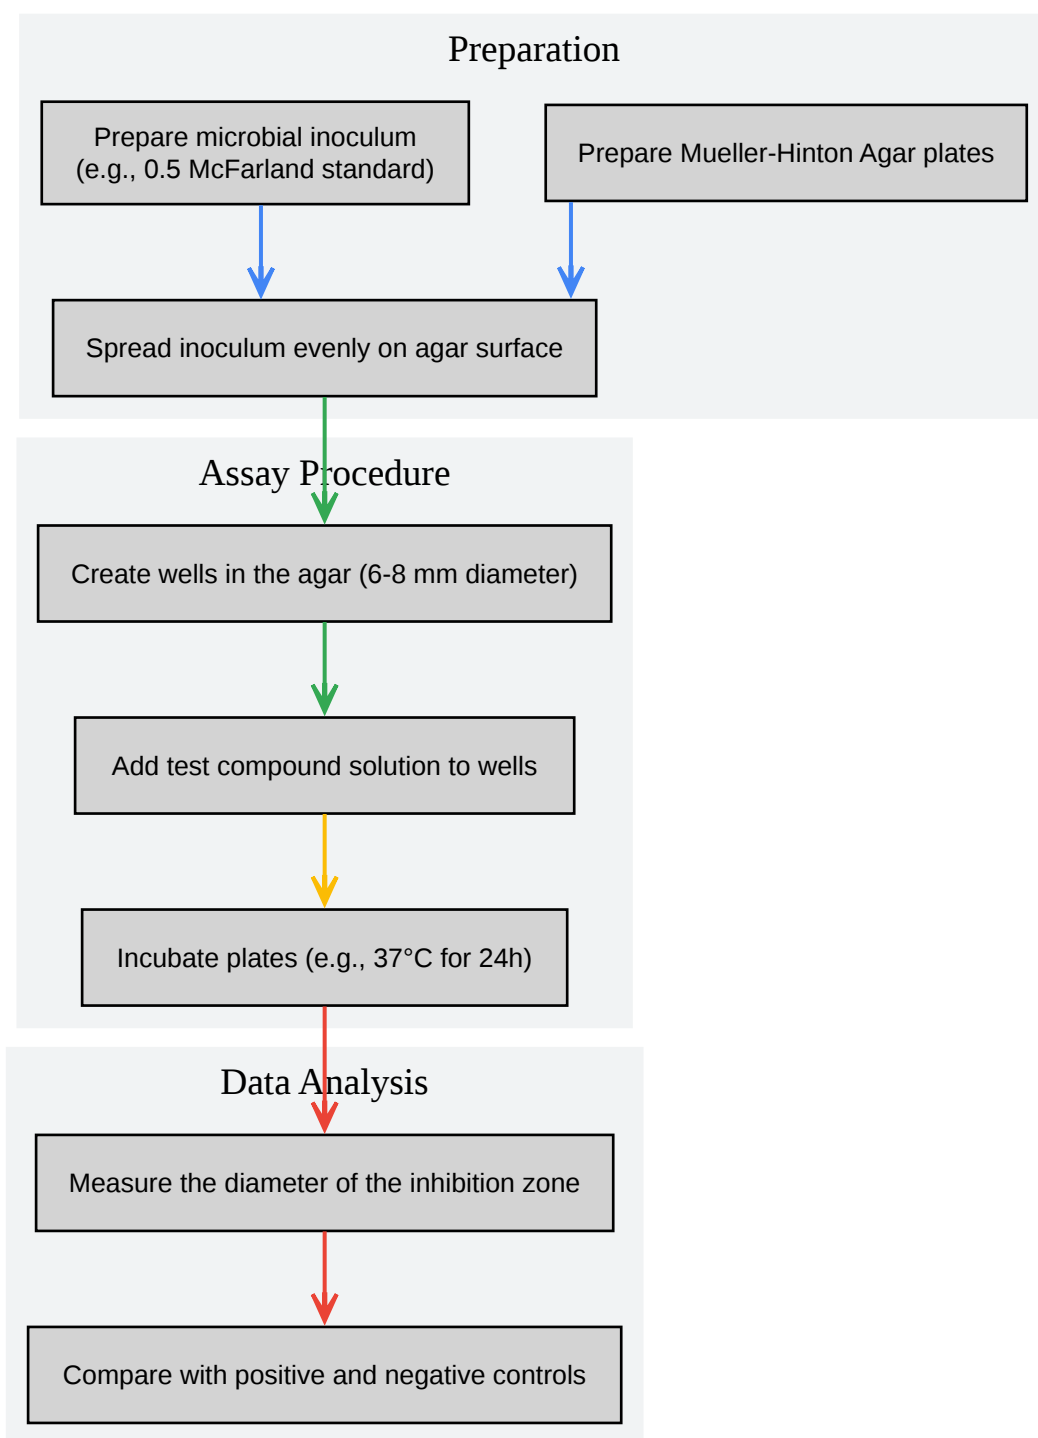 Preparation
Prepare microbial inoculum
(e.g., 0.5 McFarland standard)
Prepare Mueller-Hinton Agar plates
Spread inoculum evenly on agar surface
Assay Procedure
Create wells in the agar (6-8 mm diameter)
Add test compound solution to wells
Incubate plates (e.g., 37°C for 24h)
Data Analysis
Measure the diameter of the inhibition zone
Compare with positive and negative controls